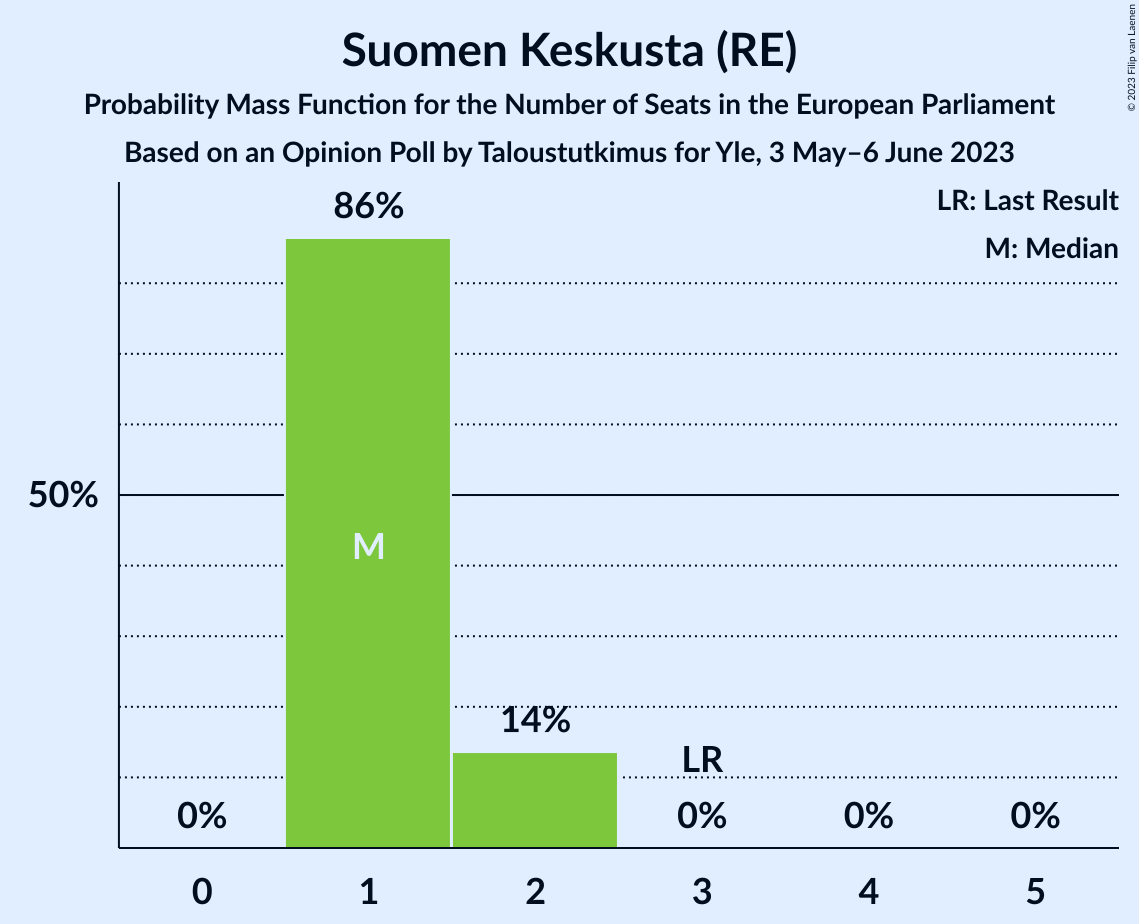 Suomen Keskusta (RE)
Probability Mass Function for the Number of Seats in the European Parliament
Based on an Opinion Poll by Taloustutkimus for Yle, 3 May–6 June 2023
© 2023 Filip van Laenen
LR: Last Result
M: Median
86%
50%
M
14%
LR
0%
0%
0%
0%
0 1 2 3 4 5